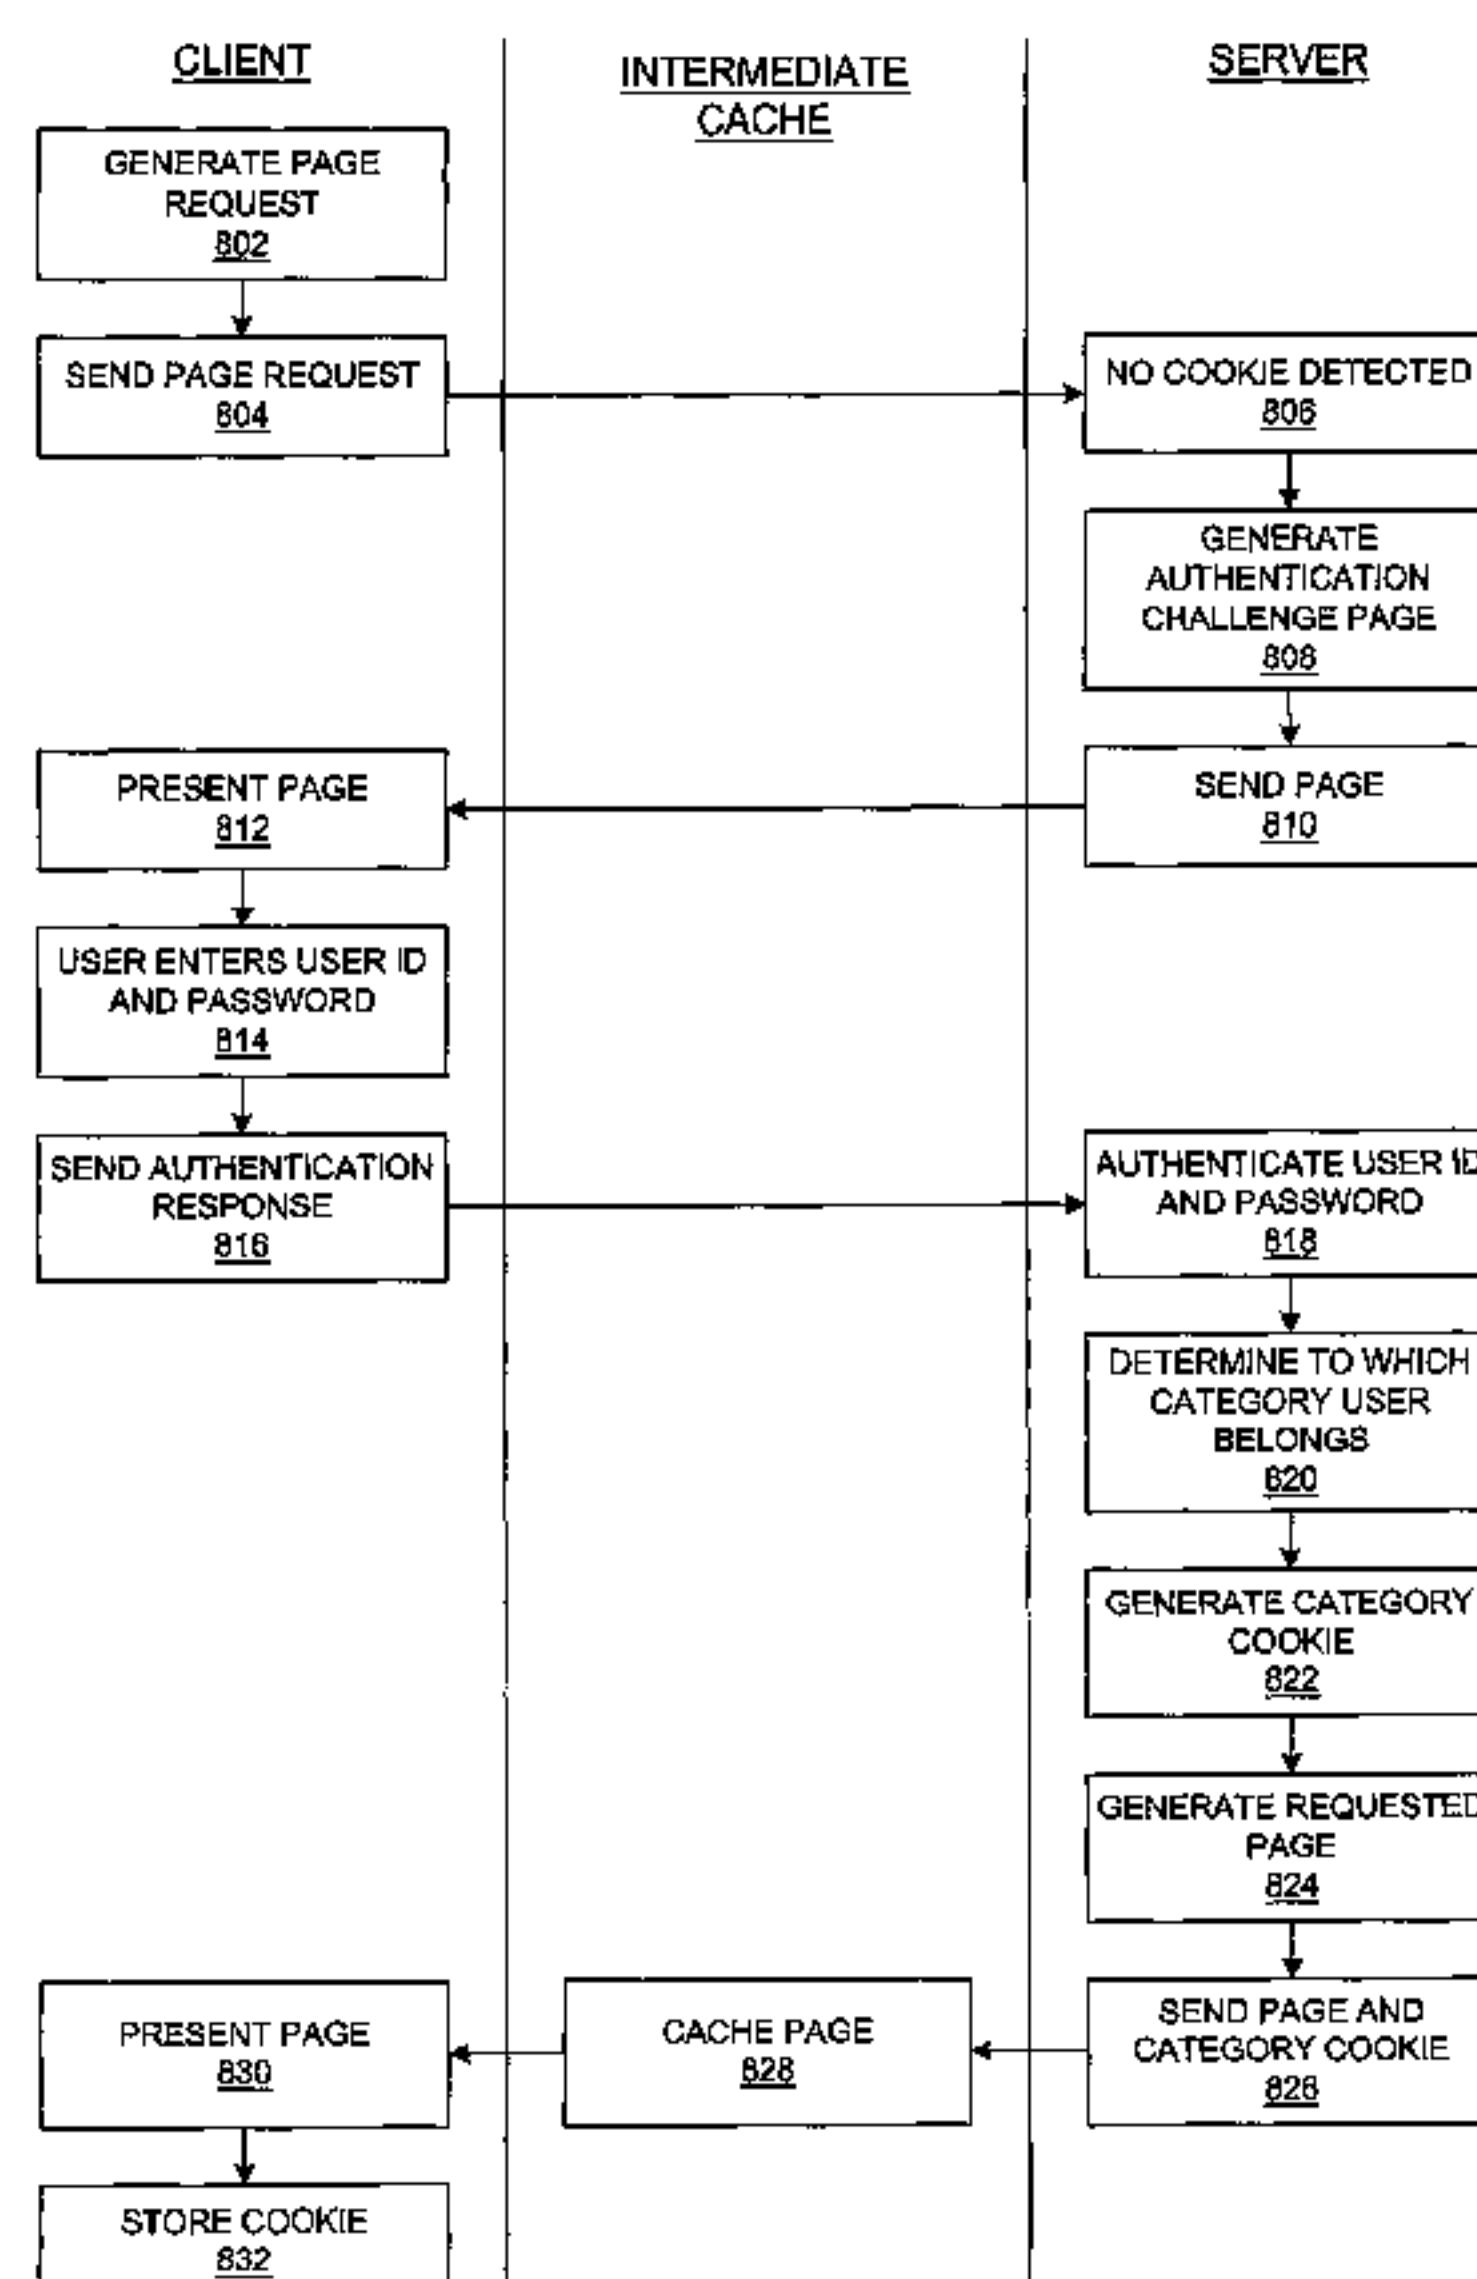 CLIENT
INTERMEDIATE
CACHE
SERVER
GENERATE PAGE
REQUEST
802
SEND PAGE REQUEST
804
NO COOKIE DETECTED
806
GENERATE
AUTHENTICATION
CHALLENGE PAGE
808
SEND PAGE
810
PRESENT PAGE
812
USER ENTERS USER ID
AND PASSWORD
814
SEND AUTHENTICATION
RESPONSE
816
AUTHENTICATE USER ID
AND PASSWORD
818
DETERMINE TO WHICH
CATEGORY USER
BELONGS
820
GENERATE CATEGORY
COOKIE
822
GENERATE REQUESTED
PAGE
824
SEND PAGE AND
CATEGORY COOKIE
826
CACHE PAGE
828
PRESENT PAGE
830
STORE COOKIE
832